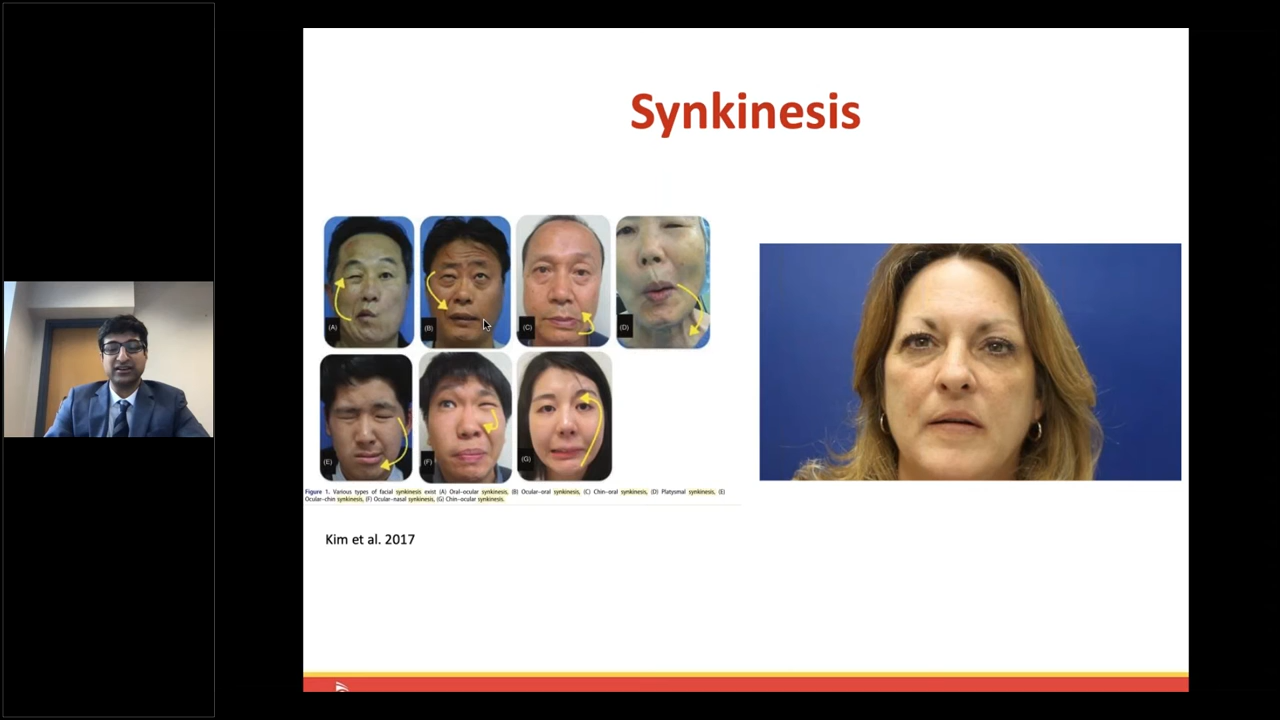 Synkinesis
(A)
(B)
(C)
(D)
(E)
(F)
(G)
Figure 1. Various types of facial synkinesis exist (A) Oral–ocular synkinesis, (B) Ocular–oral synkinesis, (C) Chin–oral synkinesis, (D) Platysmal synkinesis, (E)
Ocular–chin synkinesis, (F) Ocular–nasal synkinesis, (G) Chin–ocular synkinesis.
Kim et al. 2017